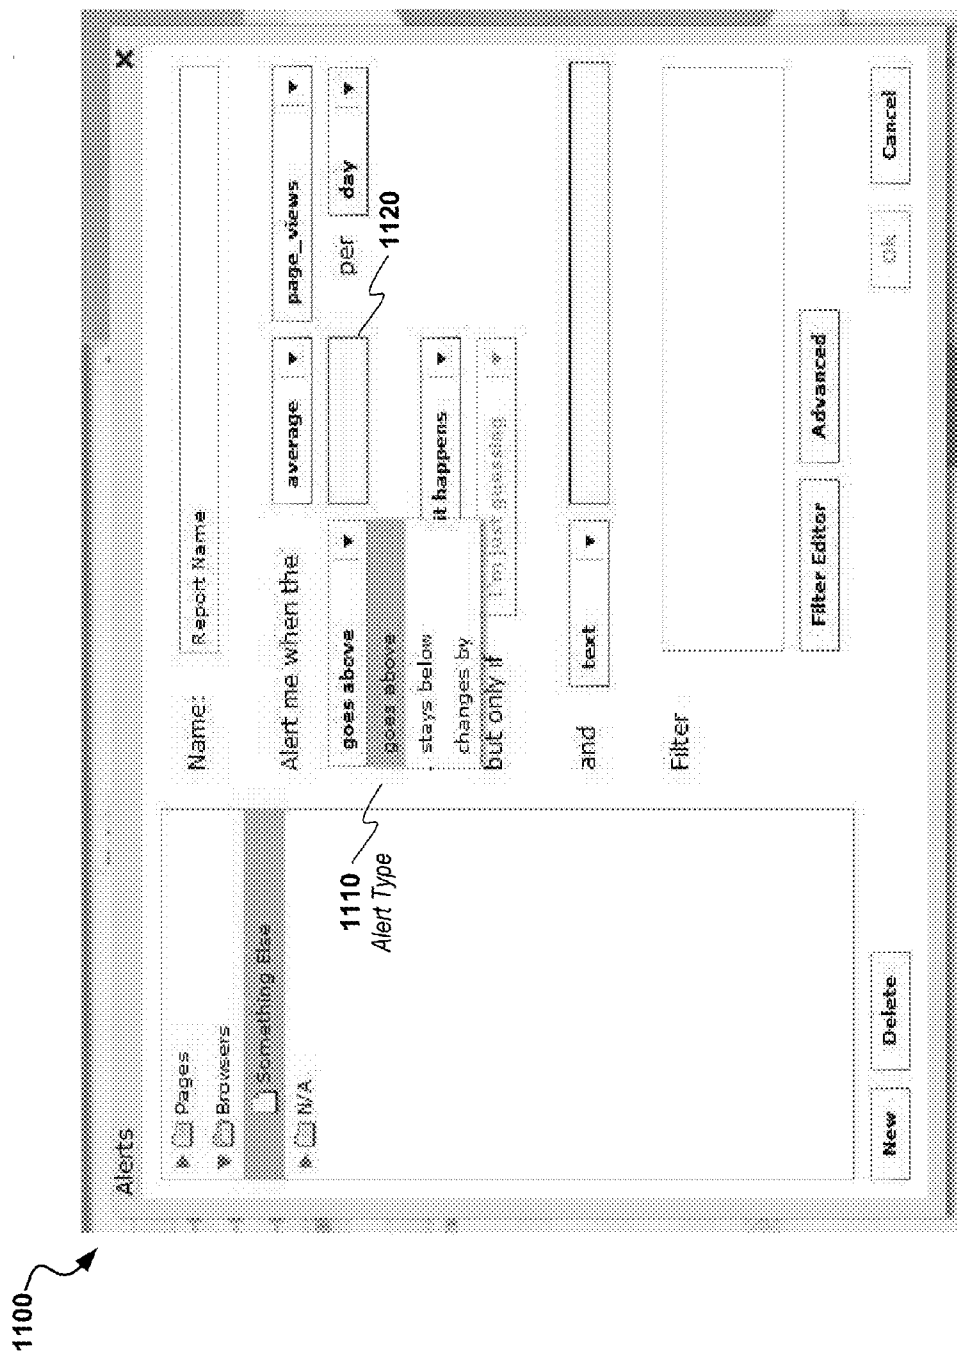 1100
Alerts
Pages
Browsers
Something Else
N/A
New
Delete
1110
Alert Type
Name:
Report Name
Alert me when the
average
page_views
goes above
per
day
1120
goes above
stays below
changes by
it happens
but only if
I'm just guessing
and
text
Filter
Filter Editor
Advanced
ok
Cancel